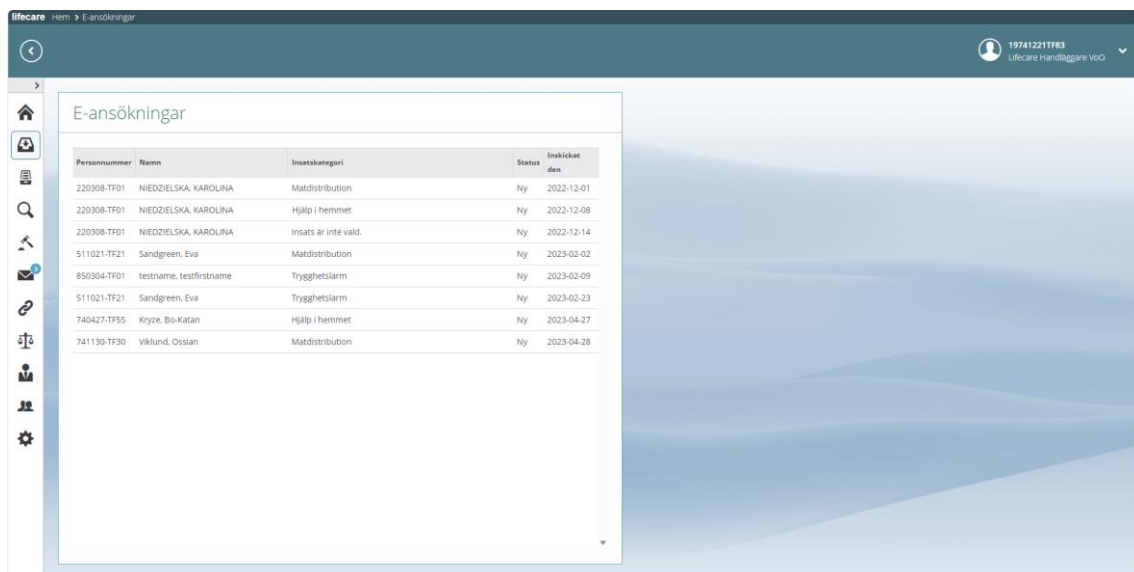 lifecare Hem > E-ansökningar
19741221TF83
Lifecare Handläggare VoO
E-ansökningar
Personnummer Namn Insatskategori Status Inskickat den
220308-TF01 NIEDZIELSKA, KAROLINA Matdistribution Ny 2022-12-01
220308-TF01 NIEDZIELSKA, KAROLINA Hjälp i hemmet Ny 2022-12-08
220308-TF01 NIEDZIELSKA, KAROLINA Insats är inte vald. Ny 2022-12-14
511021-TF21 Sandgreen, Eva Matdistribution Ny 2023-02-02
850304-TF01 testname, testfirstname Trygghetslarm Ny 2023-02-09
511021-TF21 Sandgreen, Eva Trygghetslarm Ny 2023-02-23
740427-TF55 Kryze, Bo-Katan Hjälp i hemmet Ny 2023-04-27
741130-TF30 Viklund, Ossian Matdistribution Ny 2023-04-28